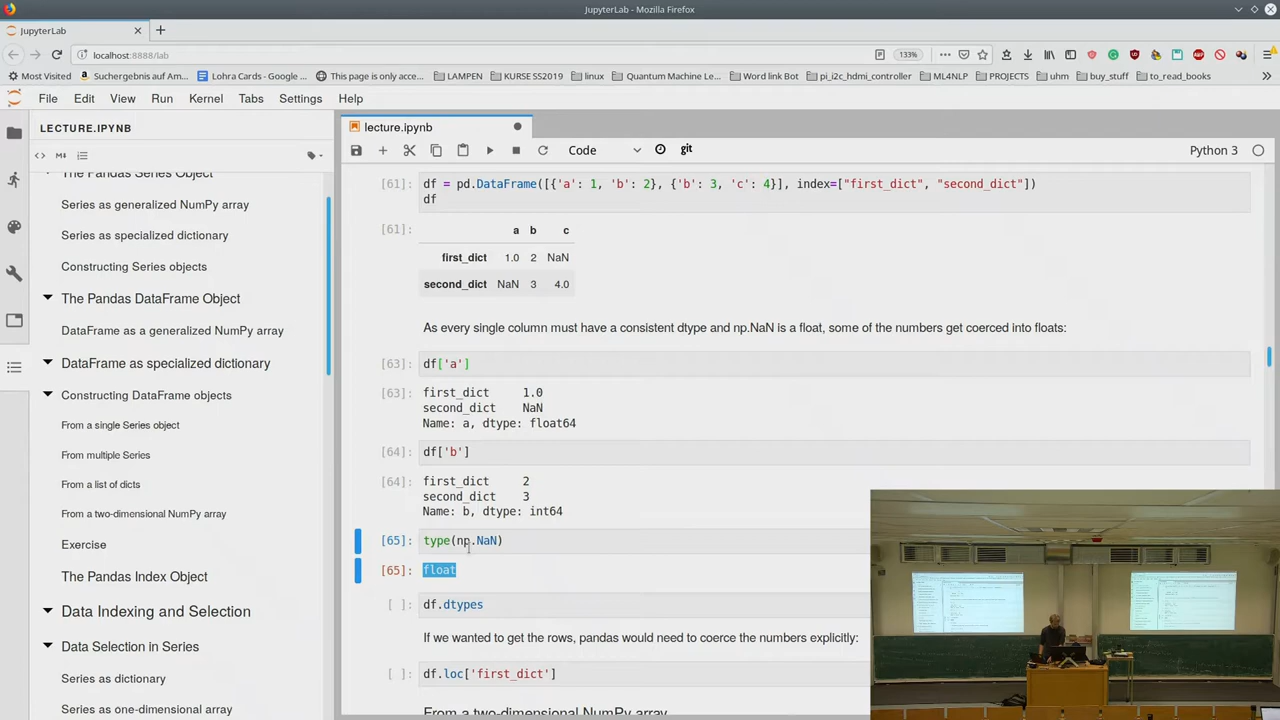 JupyterLab - Mozilla Firefox
JupyterLab
localhost:8888/lab
133%
Most Visited
Suchergebnis auf Am...
Lohra Cards - Google ...
This page is only acce...
LAMPEN
KURSE SS2019
linux
Quantum Machine Le...
Word link Bot
pi_i2c_hdmi_controller
ML4NLP
PROJECTS
uhm
buy_stuff
to_read_books
File Edit View Run Kernel Tabs Settings Help
LECTURE.IPYNB
The Pandas Series Object
Series as generalized NumPy array
Series as specialized dictionary
Constructing Series objects
The Pandas DataFrame Object
DataFrame as a generalized NumPy array
DataFrame as specialized dictionary
Constructing DataFrame objects
From a single Series object
From multiple Series
From a list of dicts
From a two-dimensional NumPy array
Exercise
The Pandas Index Object
Data Indexing and Selection
Data Selection in Series
Series as dictionary
Series as one-dimensional array
lecture.ipynb
Code
git
Python 3
[61]: df = pd.DataFrame([{'a': 1, 'b': 2}, {'b': 3, 'c': 4}], index=["first_dict", "second_dict"])
df
[61]: a b c
first_dict 1.0 2 NaN
second_dict NaN 3 4.0
As every single column must have a consistent dtype and np.NaN is a float, some of the numbers get coerced into floats:
[63]: df['a']
[63]: first_dict 1.0
second_dict NaN
Name: a, dtype: float64
[64]: df['b']
[64]: first_dict 2
second_dict 3
Name: b, dtype: int64
[65]: type(np.NaN)
[65]: float
[ ]: df.dtypes
If we wanted to get the rows, pandas would need to coerce the numbers explicitly:
[ ]: df.loc['first_dict']
From a two-dimensional NumPy array